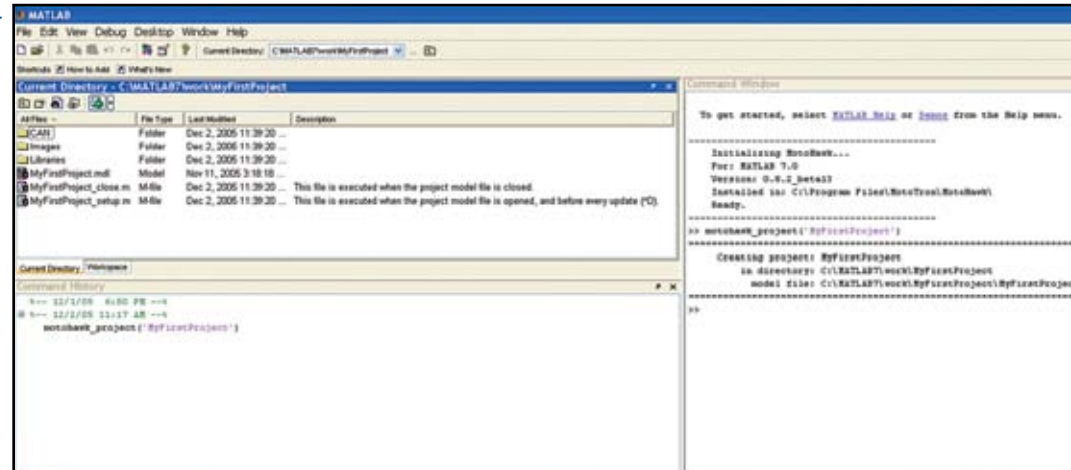 MATLAB
File Edit View Debug Desktop Window Help
Current Directory: C:\MATLAB7\work\MyFirstProject
Shortcuts How to Add What's New
Current Directory - C:\MATLAB7\work\MyFirstProject
All Files File Type Last Modified Description
CAN Folder Dec 2, 2005 11:39:20 ...
Images Folder Dec 2, 2005 11:39:20 ...
Libraries Folder Dec 2, 2005 11:39:20 ...
MyFirstProject.mdl Model Nov 11, 2005 3:18:18 ...
MyFirstProject_close.m M-file Dec 2, 2005 11:39:20 ... This file is executed when the project model file is closed.
MyFirstProject_setup.m M-file Dec 2, 2005 11:39:20 ... This file is executed when the project model file is opened, and before every update (^D).
Current Directory Workspace
Command History
%-- 12/1/05 6:50 PM --%
%-- 12/2/05 11:17 AM --%
motohawk_project('MyFirstProject')
Command Window
To get started, select MATLAB Help or Demos from the Help menu.
Initializing MotoHawk...
For: MATLAB 7.0
Version: 0.8.2_beta13
Installed in: C:\Program Files\MotoTron\MotoHawk\
Ready.
>> motohawk_project('MyFirstProject')
Creating project: MyFirstProject
in directory: C:\MATLAB7\work\MyFirstProject
model file: C:\MATLAB7\work\MyFirstProject\MyFirstProjec
>>